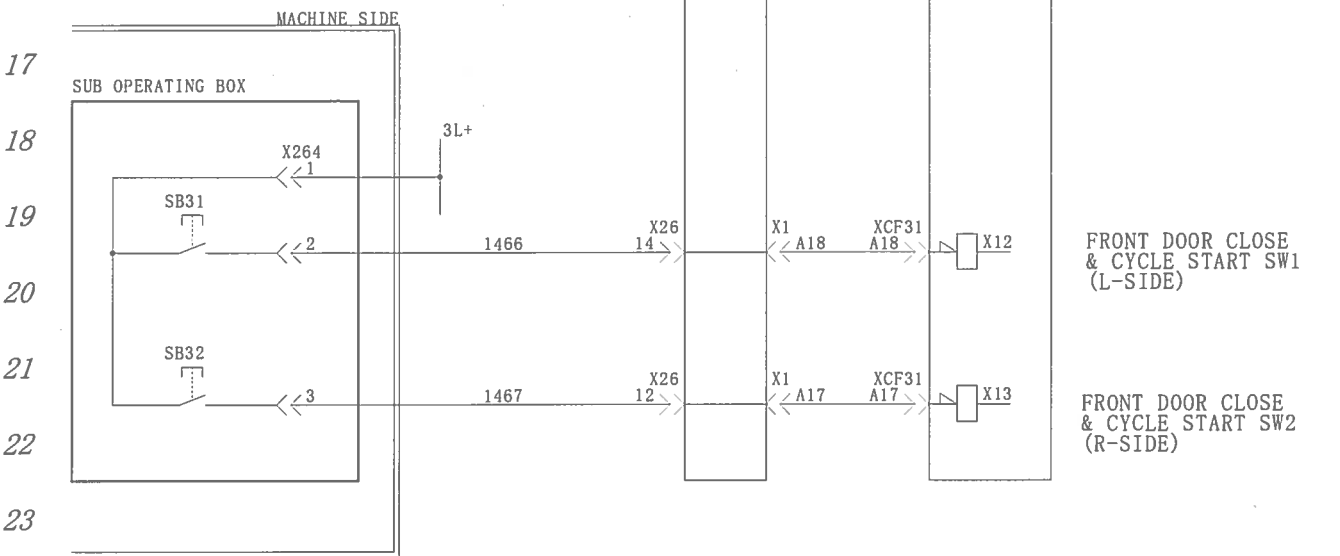 MACHINE SIDE
17
SUB OPERATING BOX
18
3L+
X264
1
SB31
19
2
1466
X26
14
X1
A18
XCF31
A18
X12
FRONT DOOR CLOSE
& CYCLE START SW1
(L-SIDE)
20
SB32
21
3
1467
X26
12
X1
A17
XCF31
A17
X13
FRONT DOOR CLOSE
& CYCLE START SW2
(R-SIDE)
22
23